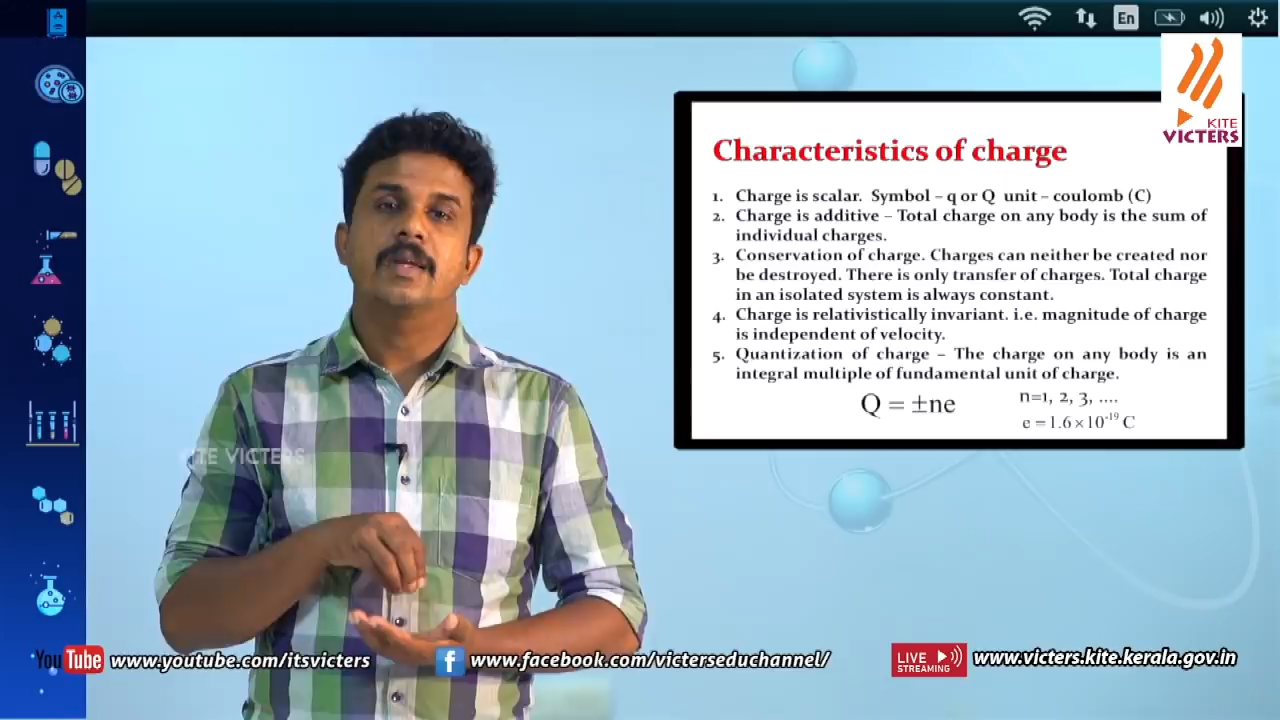 En
KITE
VICTERS
Characteristics of charge
1. Charge is scalar. Symbol – q or Q unit – coulomb (C)
2. Charge is additive – Total charge on any body is the sum of
individual charges.
3. Conservation of charge. Charges can neither be created nor
be destroyed. There is only transfer of charges. Total charge
in an isolated system is always constant.
4. Charge is relativistically invariant. i.e. magnitude of charge
is independent of velocity.
5. Quantization of charge – The charge on any body is an
integral multiple of fundamental unit of charge.
Q = ±ne n=1, 2, 3, ....
e = 1.6 × 10⁻¹⁹ C
KITE VICTERS
YouTube www.youtube.com/itsvicters
f www.facebook.com/victerseduchannel/
LIVE STREAMING www.victers.kite.kerala.gov.in